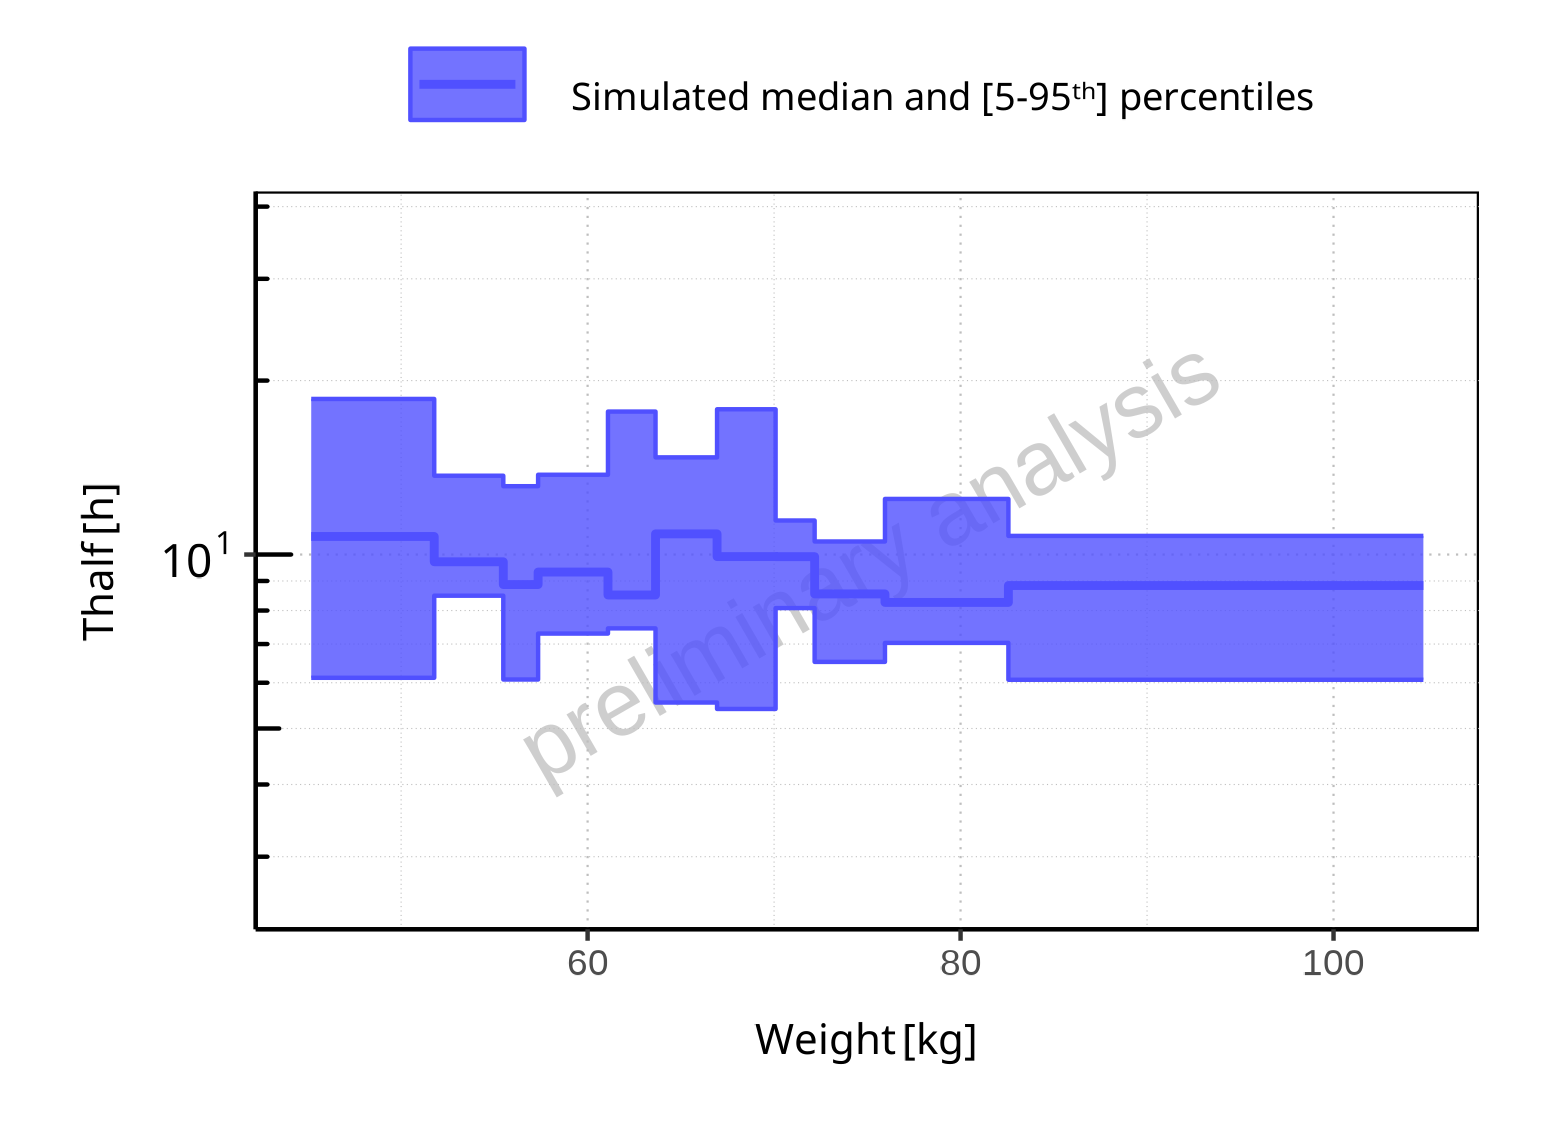 Simulated median and [5-95ᵗʰ] percentiles
Thalf [h]
10¹
preliminary analysis
60 80 100
Weight [kg]